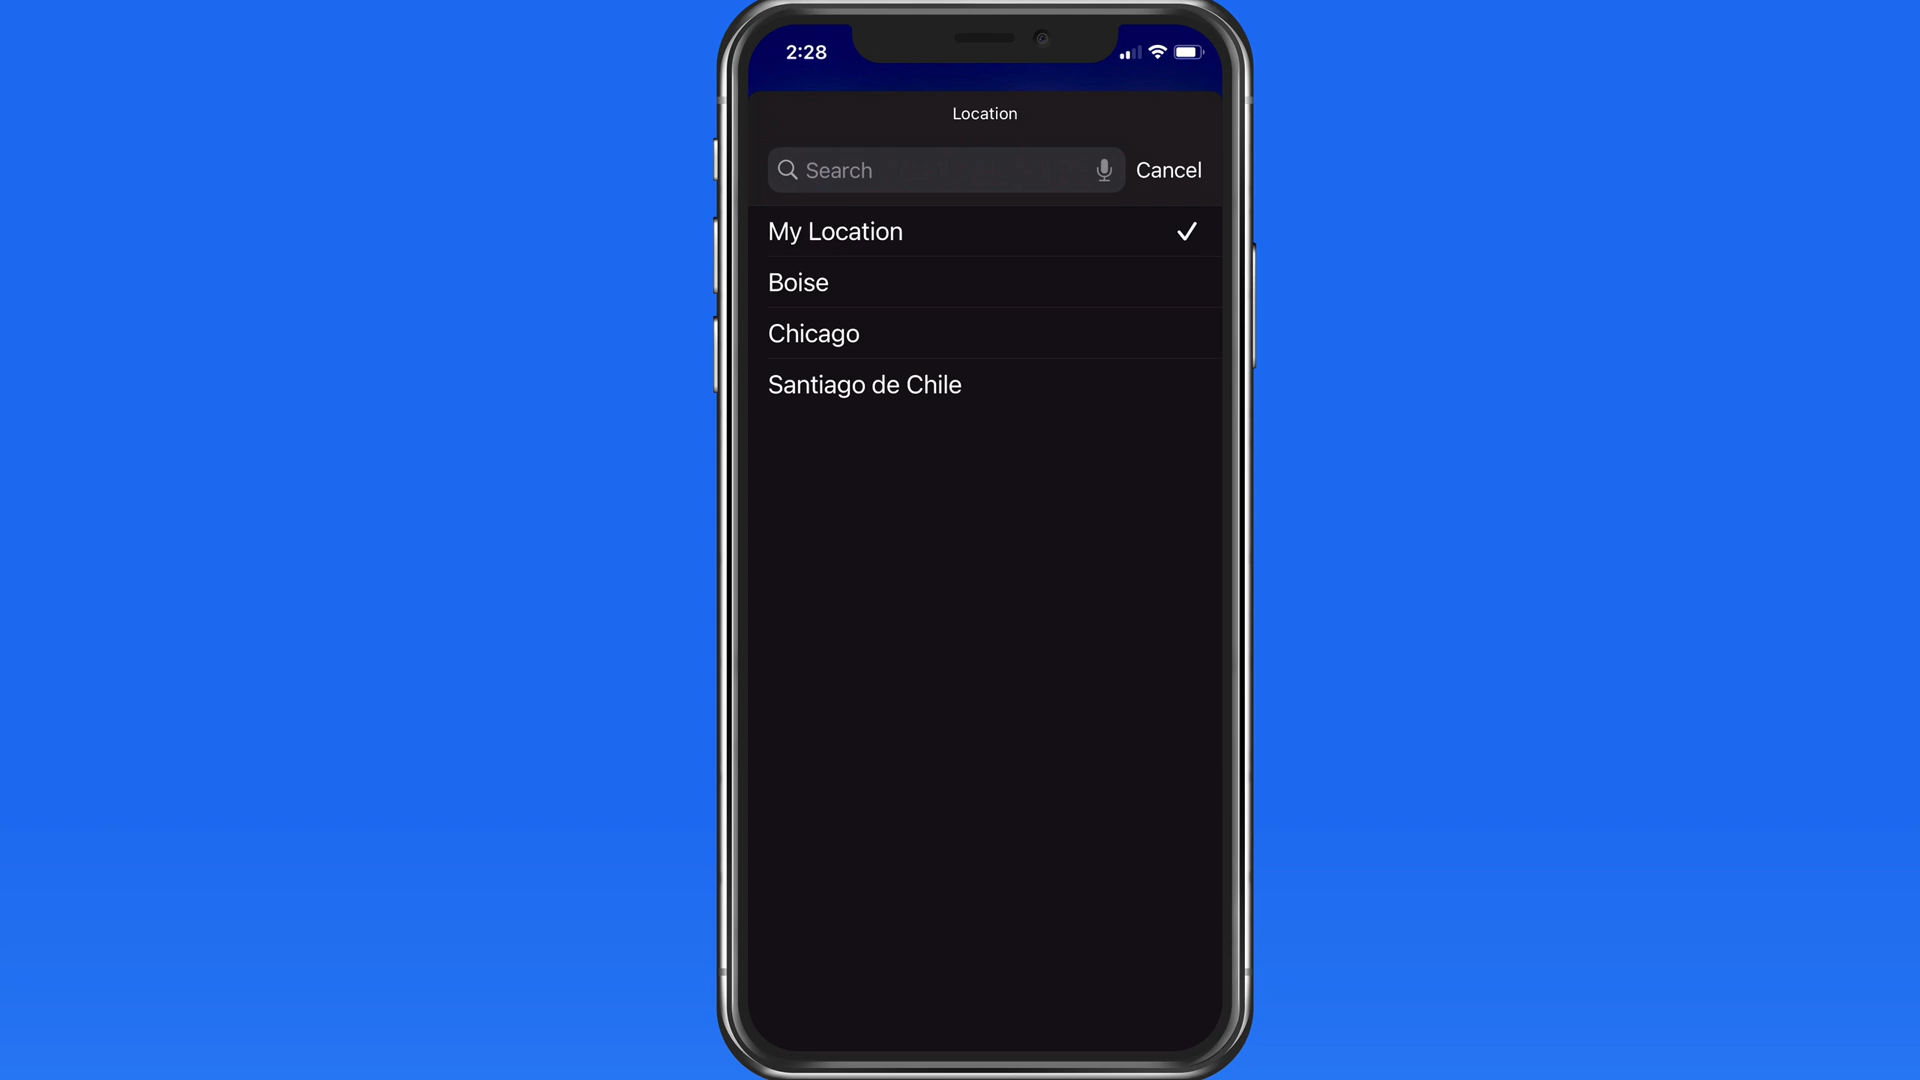 2:28
Location
Search
Cancel
My Location
Boise
Chicago
Santiago de Chile